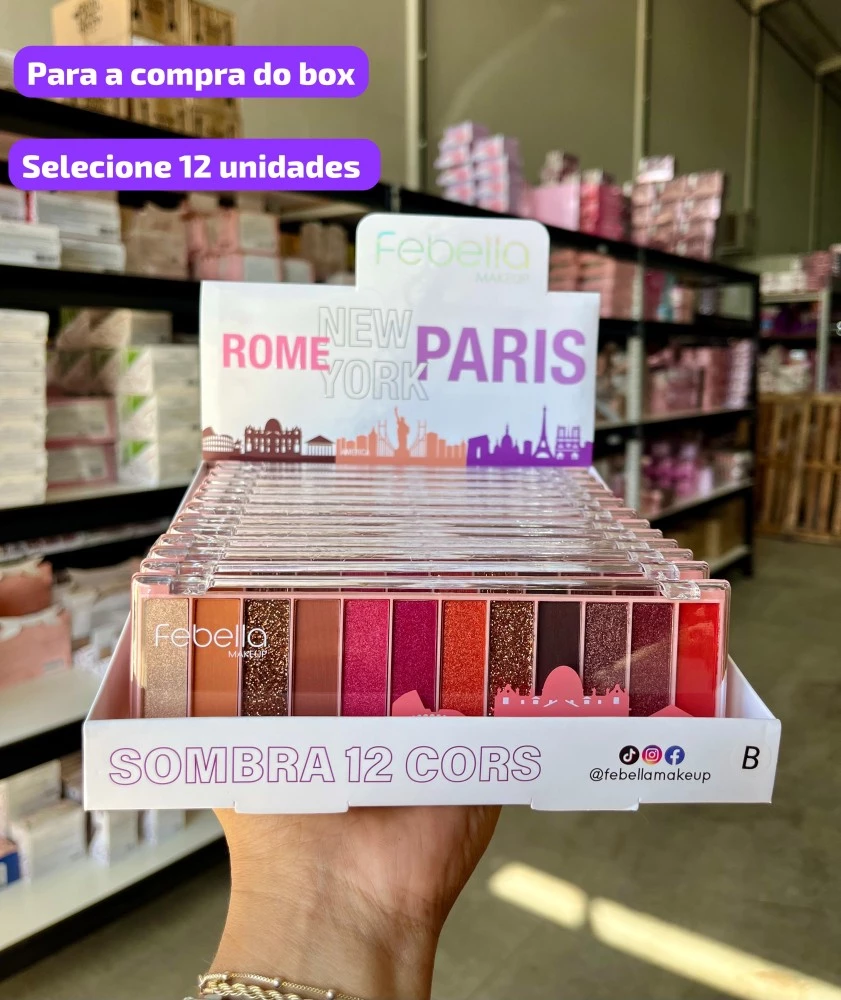 Para a compra do box
Selecione 12 unidades
Febella
MAKEUP
ROME
NEW
YORK
PARIS
Febella
MAKEUP
SOMBRA 12 CORS
@febellamakeup
B